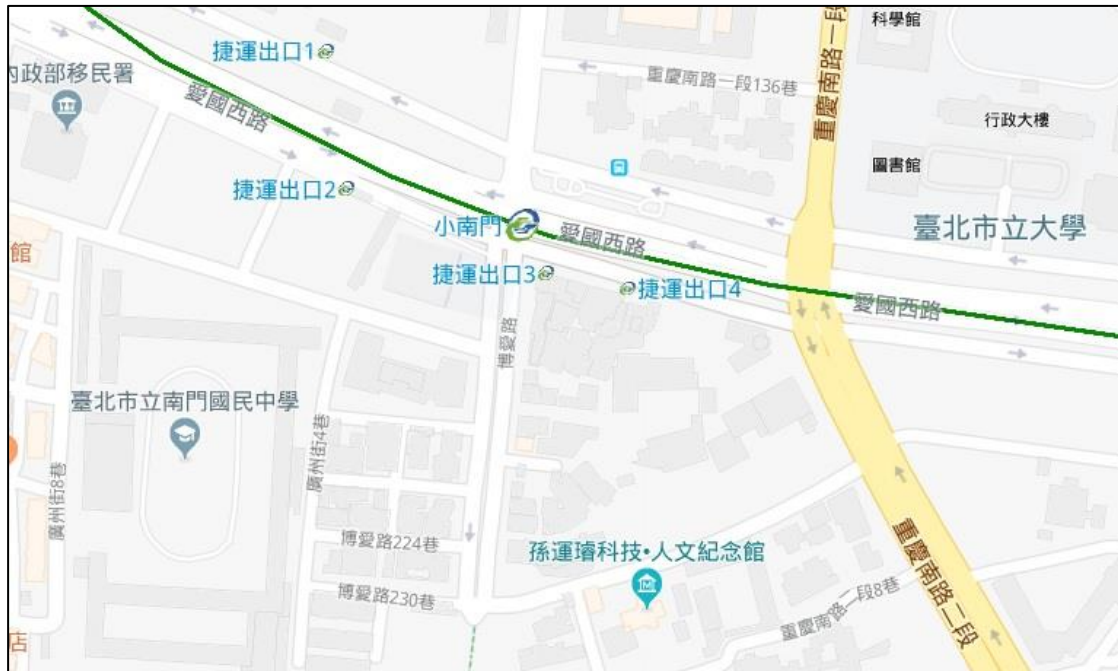 科學館
捷運出口1
重慶南路一段
內政部移民署
重慶南路一段136巷
愛國西路
行政大樓
圖書館
捷運出口2
小南門
愛國西路
臺北市立大學
館
捷運出口3
捷運出口4
愛國西路
博愛路
臺北市立南門國民中學
廣州街4巷
廣州街8巷
博愛路224巷
孫運璿科技•人文紀念館
重慶南路二段
博愛路230巷
重慶南路二段8巷
店